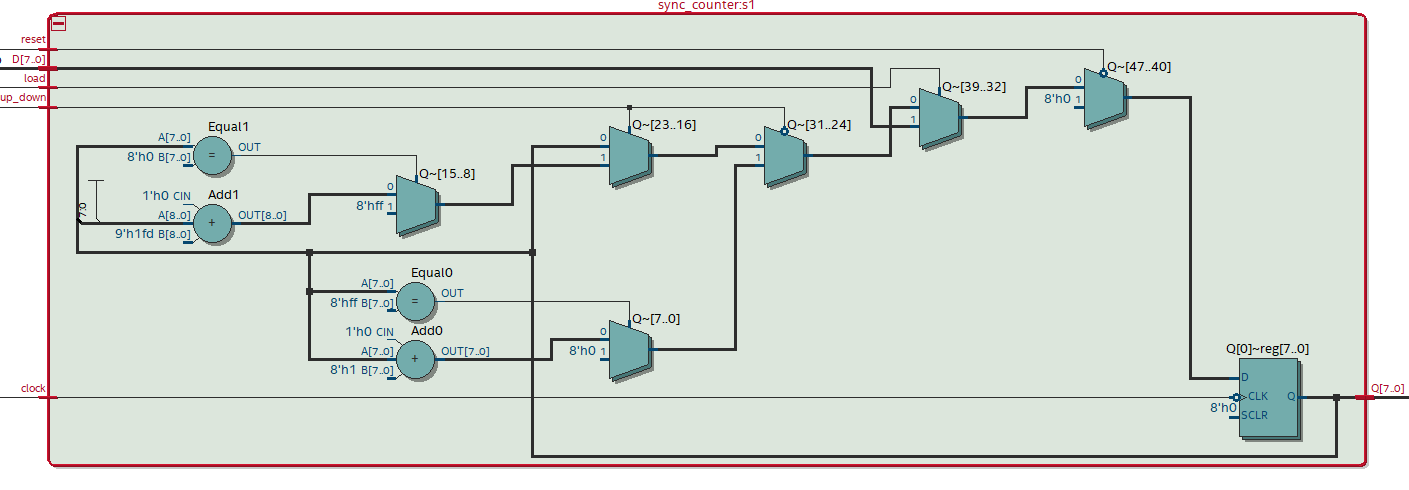 sync_counter:s1
reset
D[7..0]
load
up_down
clock
Equal1
A[7..0]
8'h0 B[7..0]
=
OUT
7:0
Add1
1'h0 CIN
A[8..0]
9'h1fd B[8..0]
+
OUT[8..0]
Q~[15..8]
0
8'hff 1
Equal0
A[7..0]
8'hff B[7..0]
=
OUT
Add0
1'h0 CIN
A[7..0]
8'h1 B[7..0]
+
OUT[7..0]
Q~[7..0]
0
8'h0 1
Q~[23..16]
0
1
Q~[31..24]
0
1
Q~[39..32]
0
1
Q~[47..40]
0
8'h0 1
Q[0]~reg[7..0]
D
CLK
Q
8'h0
SCLR
Q[7..0]